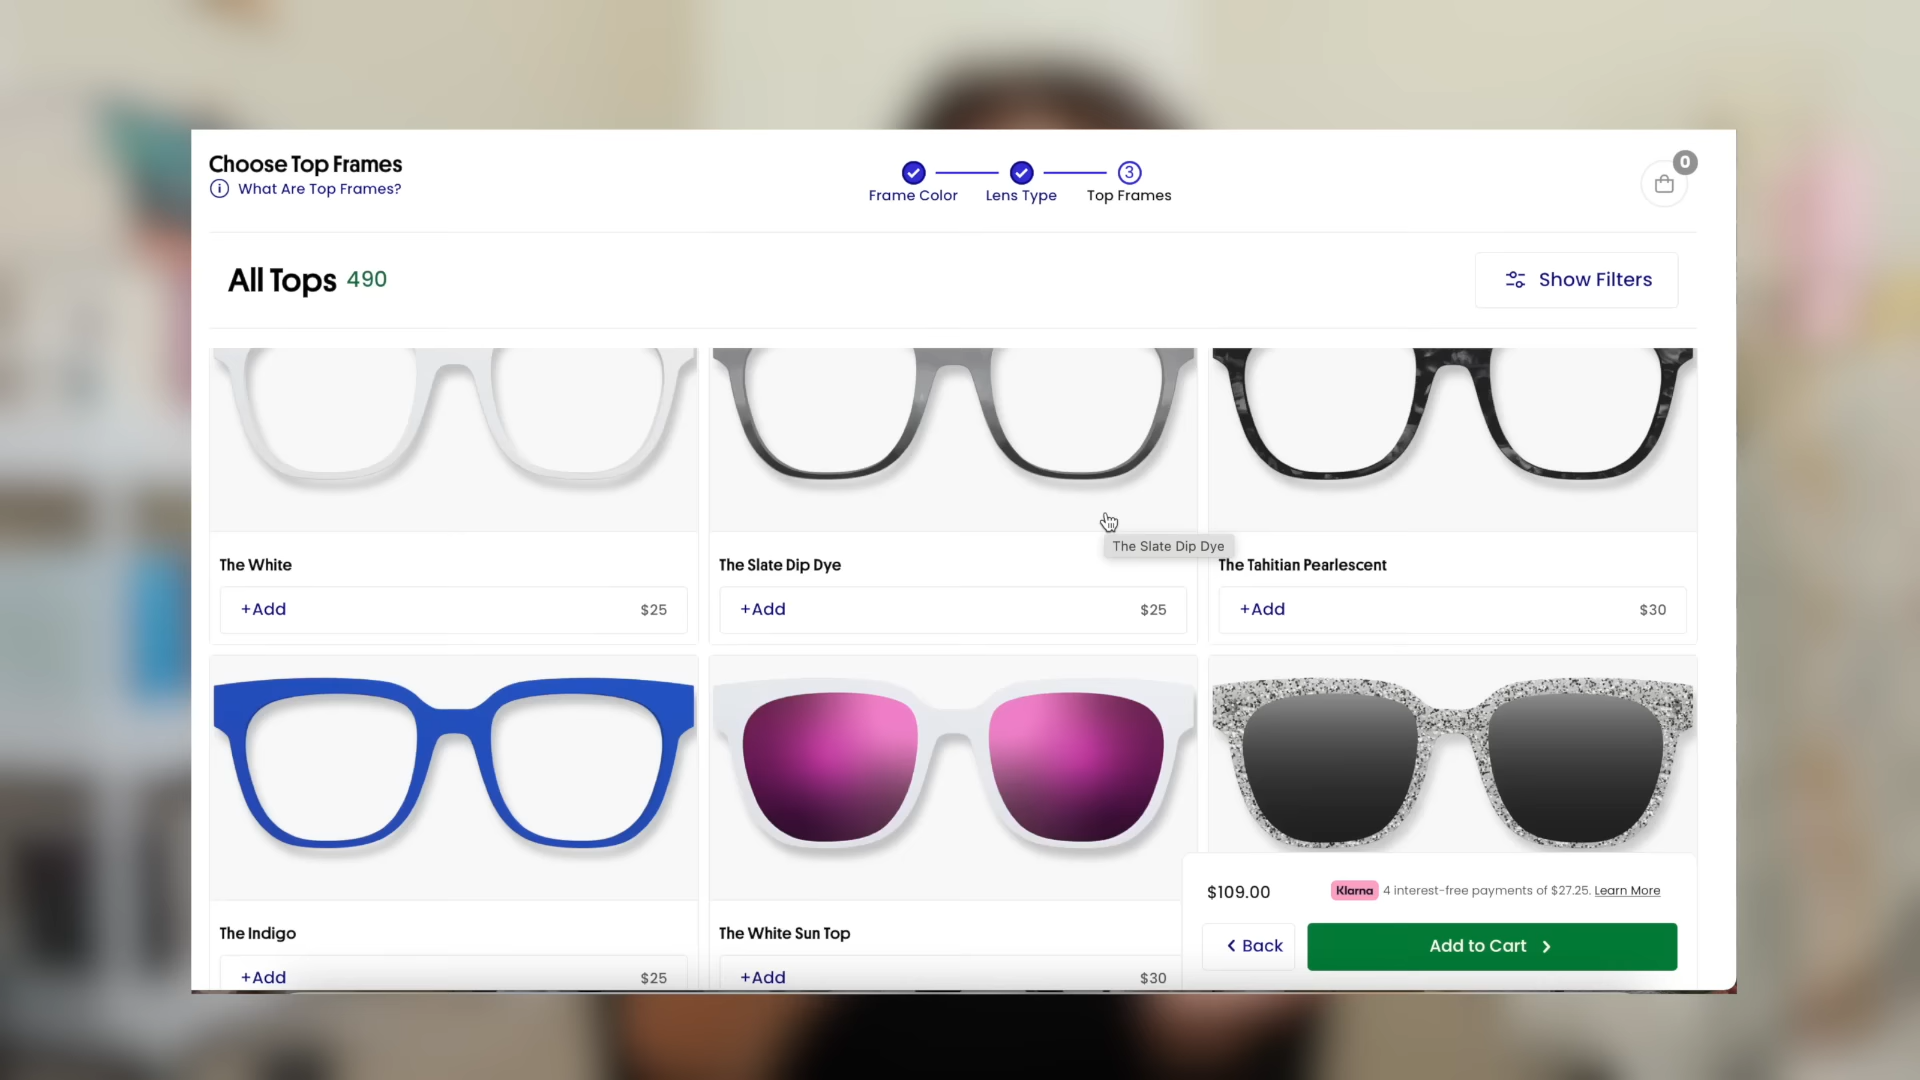 Choose Top Frames
What Are Top Frames?
Frame Color
Lens Type
3
Top Frames
0
All Tops 490
Show Filters
The Slate Dip Dye
The White
+Add $25
The Slate Dip Dye
+Add $25
The Tahitian Pearlescent
+Add $30
The Indigo
+Add $25
The White Sun Top
+Add $30
$109.00
Klarna 4 interest-free payments of $27.25. Learn More
Back
Add to Cart